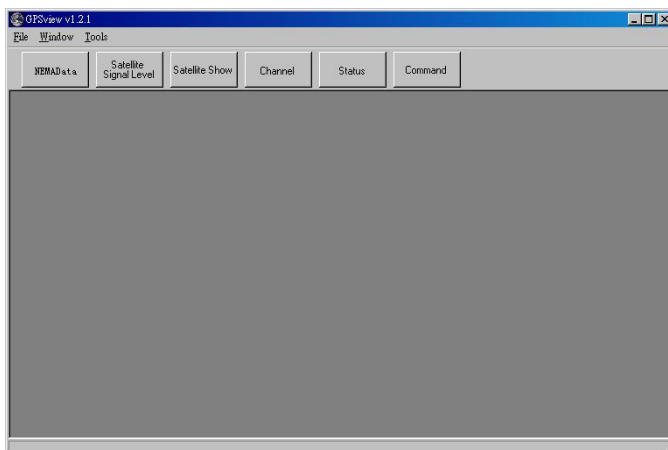 GPSview v1.2.1
File Window Tools
NEMAData
Satellite
Signal Level
Satellite Show
Channel
Status
Command